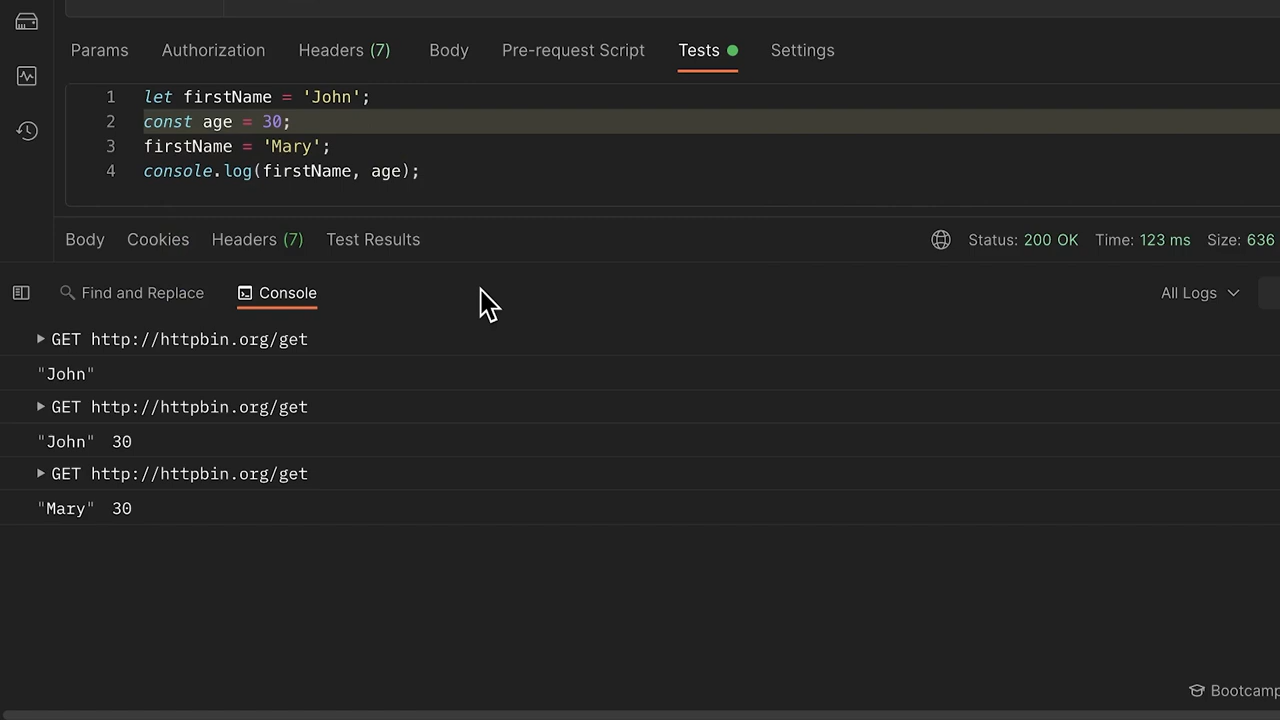 Params Authorization Headers (7) Body Pre-request Script Tests Settings
1 let firstName = 'John';
2 const age = 30;
3 firstName = 'Mary';
4 console.log(firstName, age);
Body Cookies Headers (7) Test Results Status: 200 OK Time: 123 ms Size: 636
Find and Replace Console All Logs
GET http://httpbin.org/get
"John"
GET http://httpbin.org/get
"John" 30
GET http://httpbin.org/get
"Mary" 30
Bootcamp